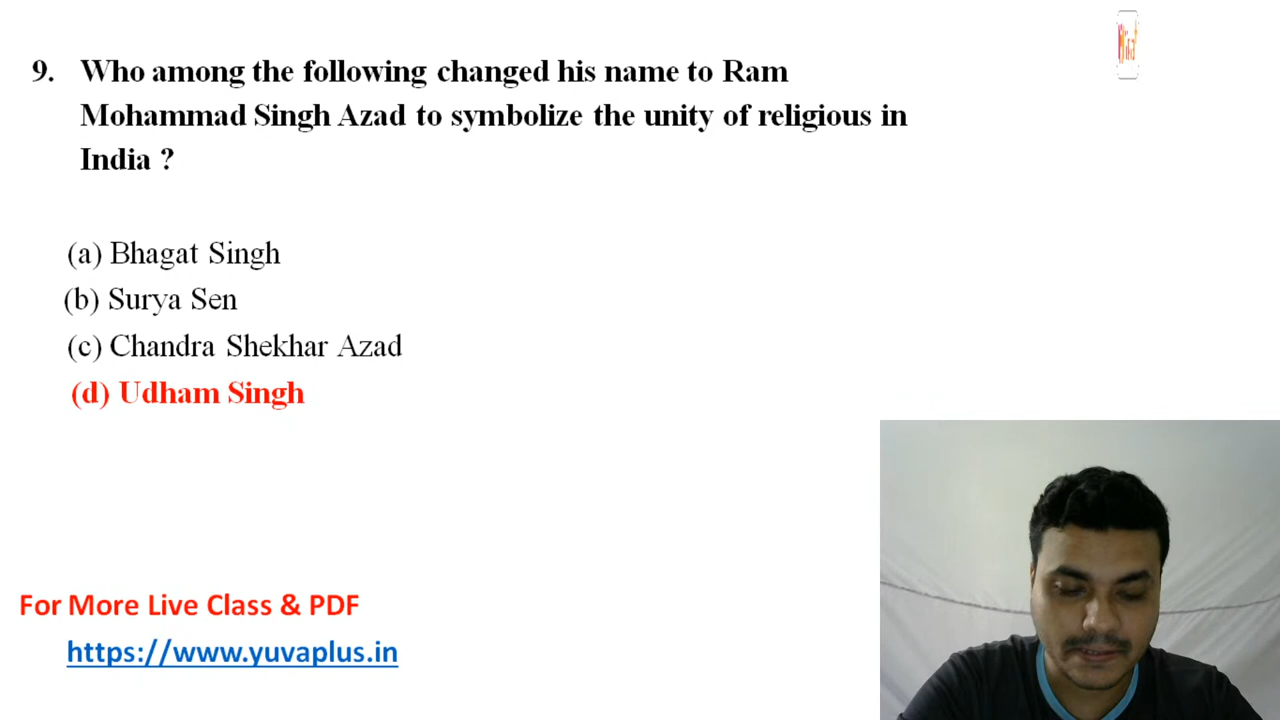 9. Who among the following changed his name to Ram
Mohammad Singh Azad to symbolize the unity of religious in
India ?
(a) Bhagat Singh
(b) Surya Sen
(c) Chandra Shekhar Azad
(d) Udham Singh
For More Live Class & PDF
https://www.yuvaplus.in